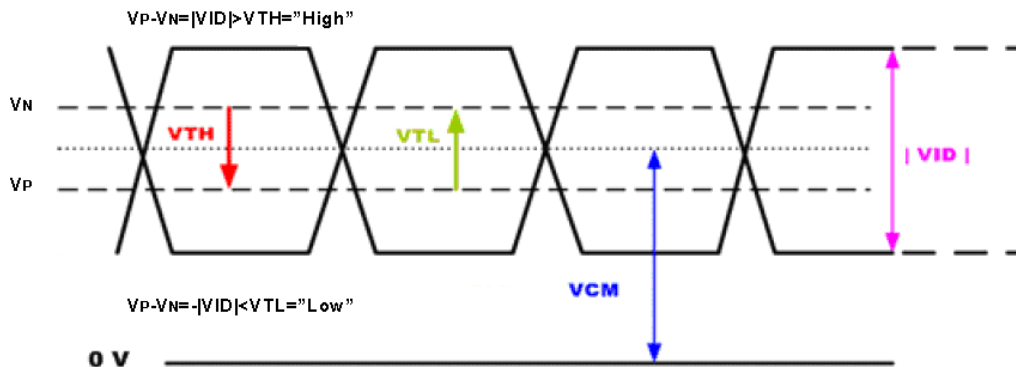 VP-VN=|VID|>VTH="High"
VN
VTH
VTL
| VID |
VP
VCM
VP-VN=-|VID|<VTL="Low"
0 V